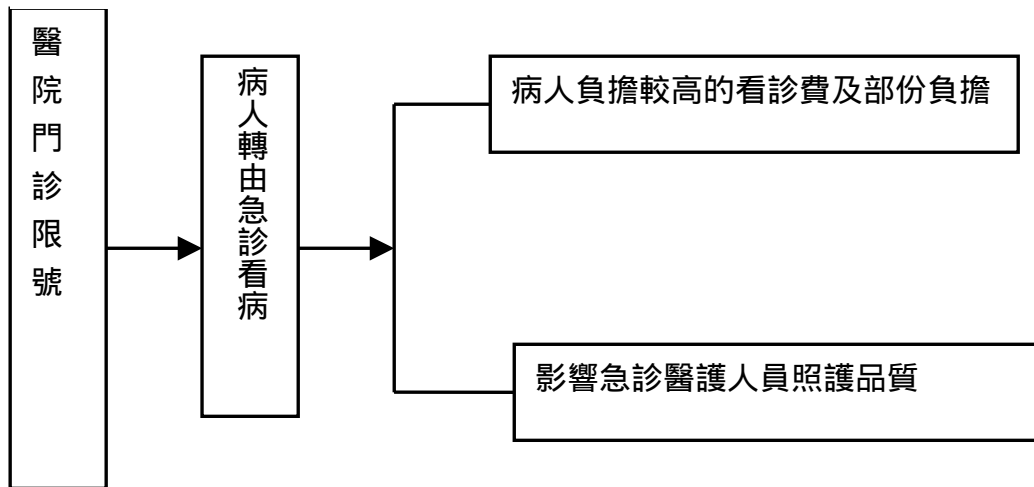 醫院門診限號
病人轉由急診看病
病人負擔較高的看診費及部份負擔
影響急診醫護人員照護品質